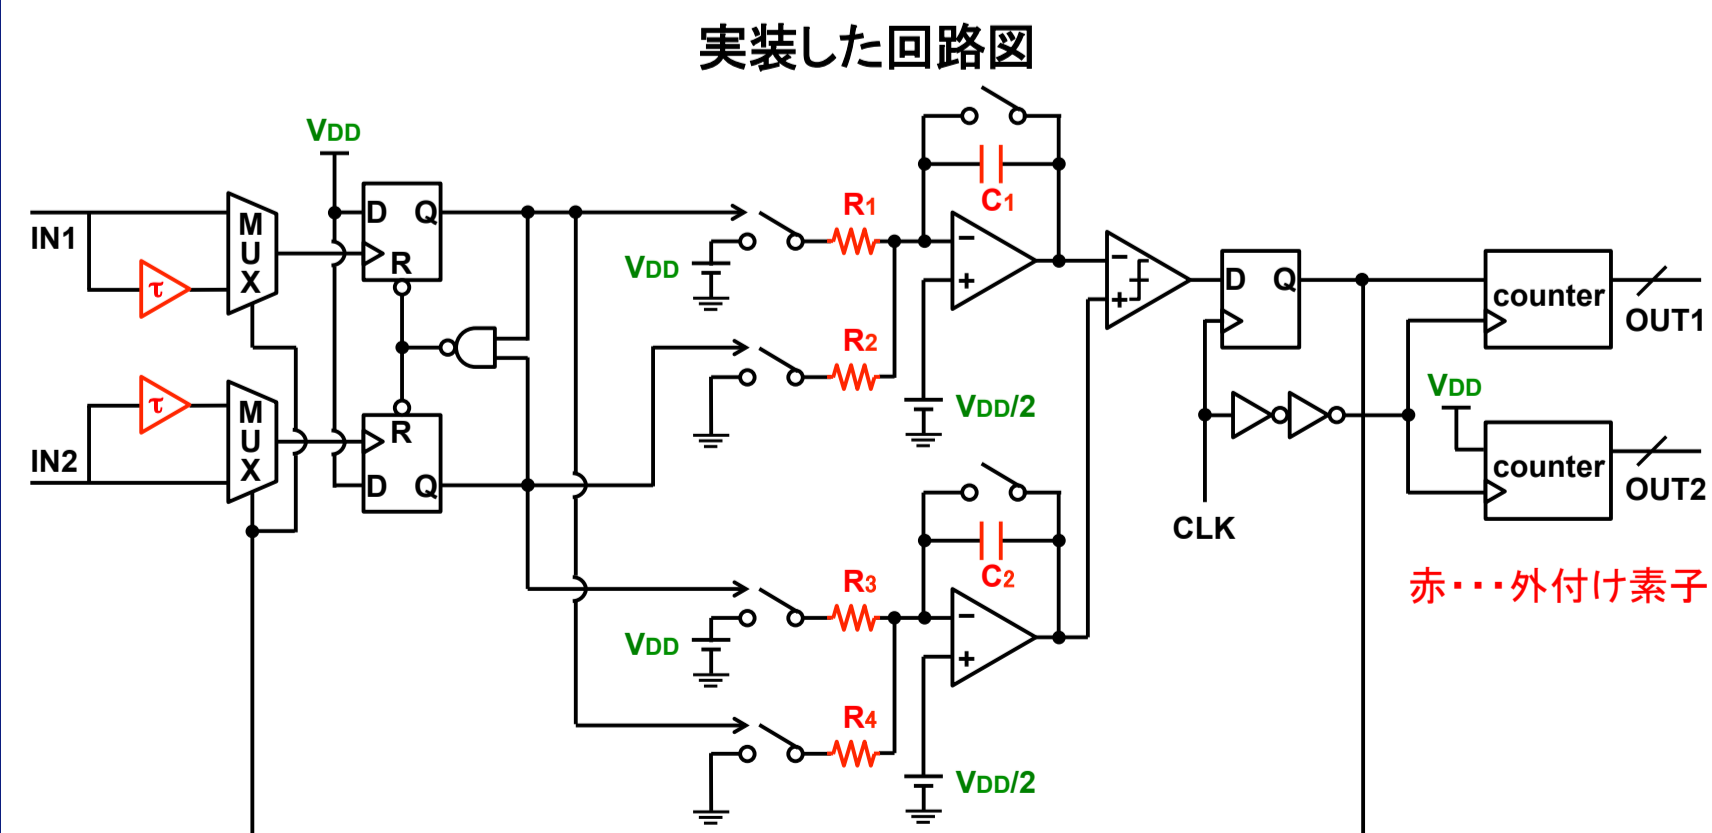 実装した回路図
VDD
IN1
MUX
τ
D Q
R
VDD
R1
C1
−
+
R2
VDD/2
−
+
D Q
counter
OUT1
CLK
VDD
counter
OUT2
τ
IN2
MUX
R
D Q
VDD
R3
C2
−
+
R4
VDD/2
赤・・・外付け素子